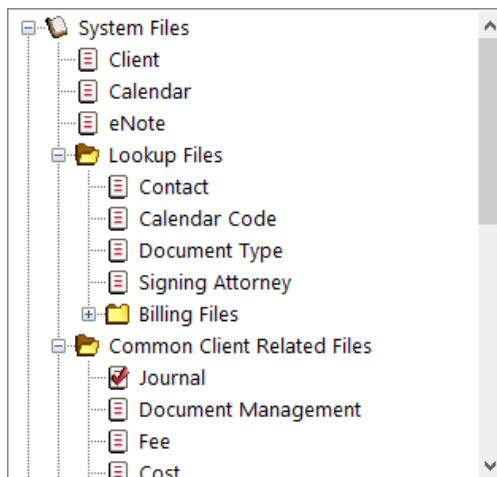 System Files
Client
Calendar
eNote
Lookup Files
Contact
Calendar Code
Document Type
Signing Attorney
Billing Files
Common Client Related Files
Journal
Document Management
Fee
Cost